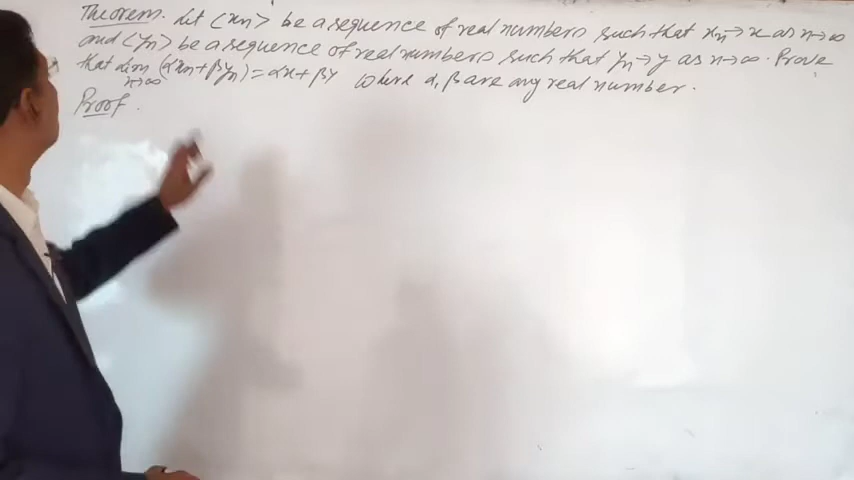 Theorem. Let <xn> be a sequence of real numbers such that xn→x as n→∞
and <yn> be a sequence of real numbers such that yn→y as n→∞. Prove
that lim n→∞ (αxn+βyn)=αx+βy where α, β are any real number.
Proof.